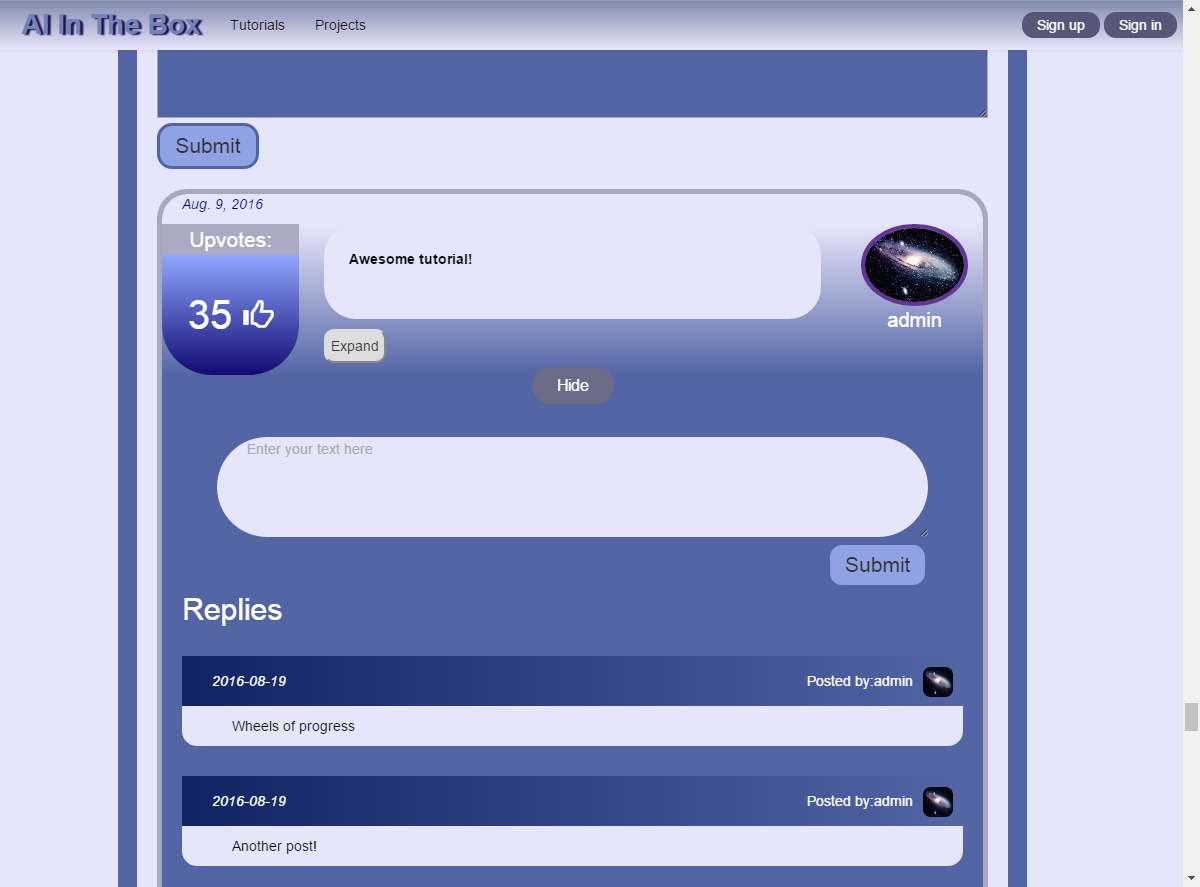 AI In The Box Tutorials Projects Sign up Sign in
Submit
Aug. 9, 2016
Upvotes:
Awesome tutorial!
35
admin
Expand
Hide
Enter your text here
Submit
Replies
2016-08-19 Posted by:admin
Wheels of progress
2016-08-19 Posted by:admin
Another post!